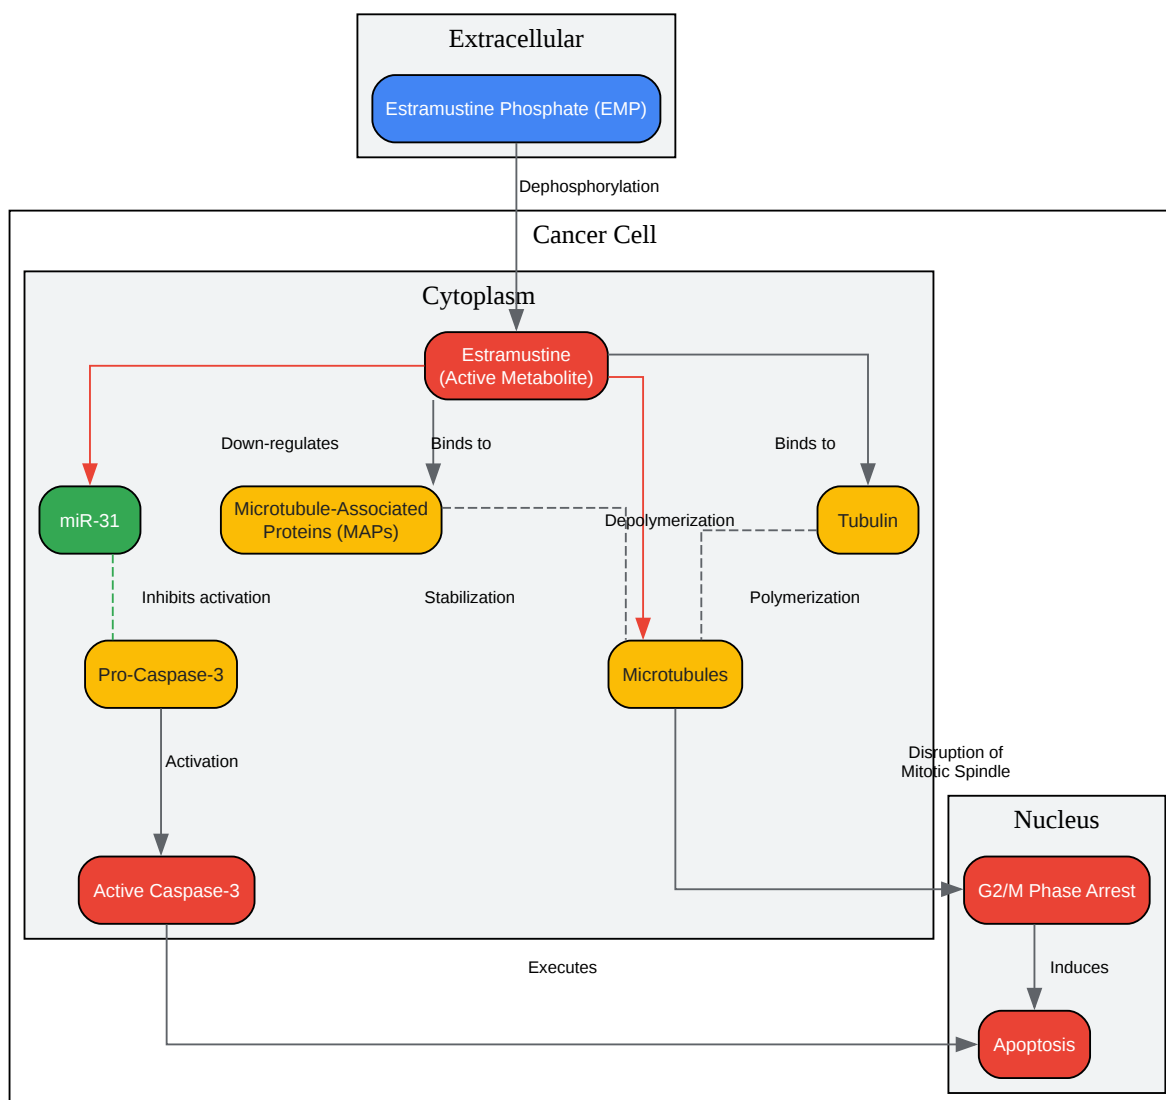 Extracellular
Estramustine Phosphate (EMP)
Dephosphorylation
Cancer Cell
Cytoplasm
Estramustine
(Active Metabolite)
Down-regulates
Binds to
Binds to
miR-31
Microtubule-Associated
Proteins (MAPs)
Depolymerization
Tubulin
Inhibits activation
Stabilization
Polymerization
Pro-Caspase-3
Microtubules
Activation
Disruption of
Mitotic Spindle
Nucleus
Active Caspase-3
G2/M Phase Arrest
Executes
Induces
Apoptosis